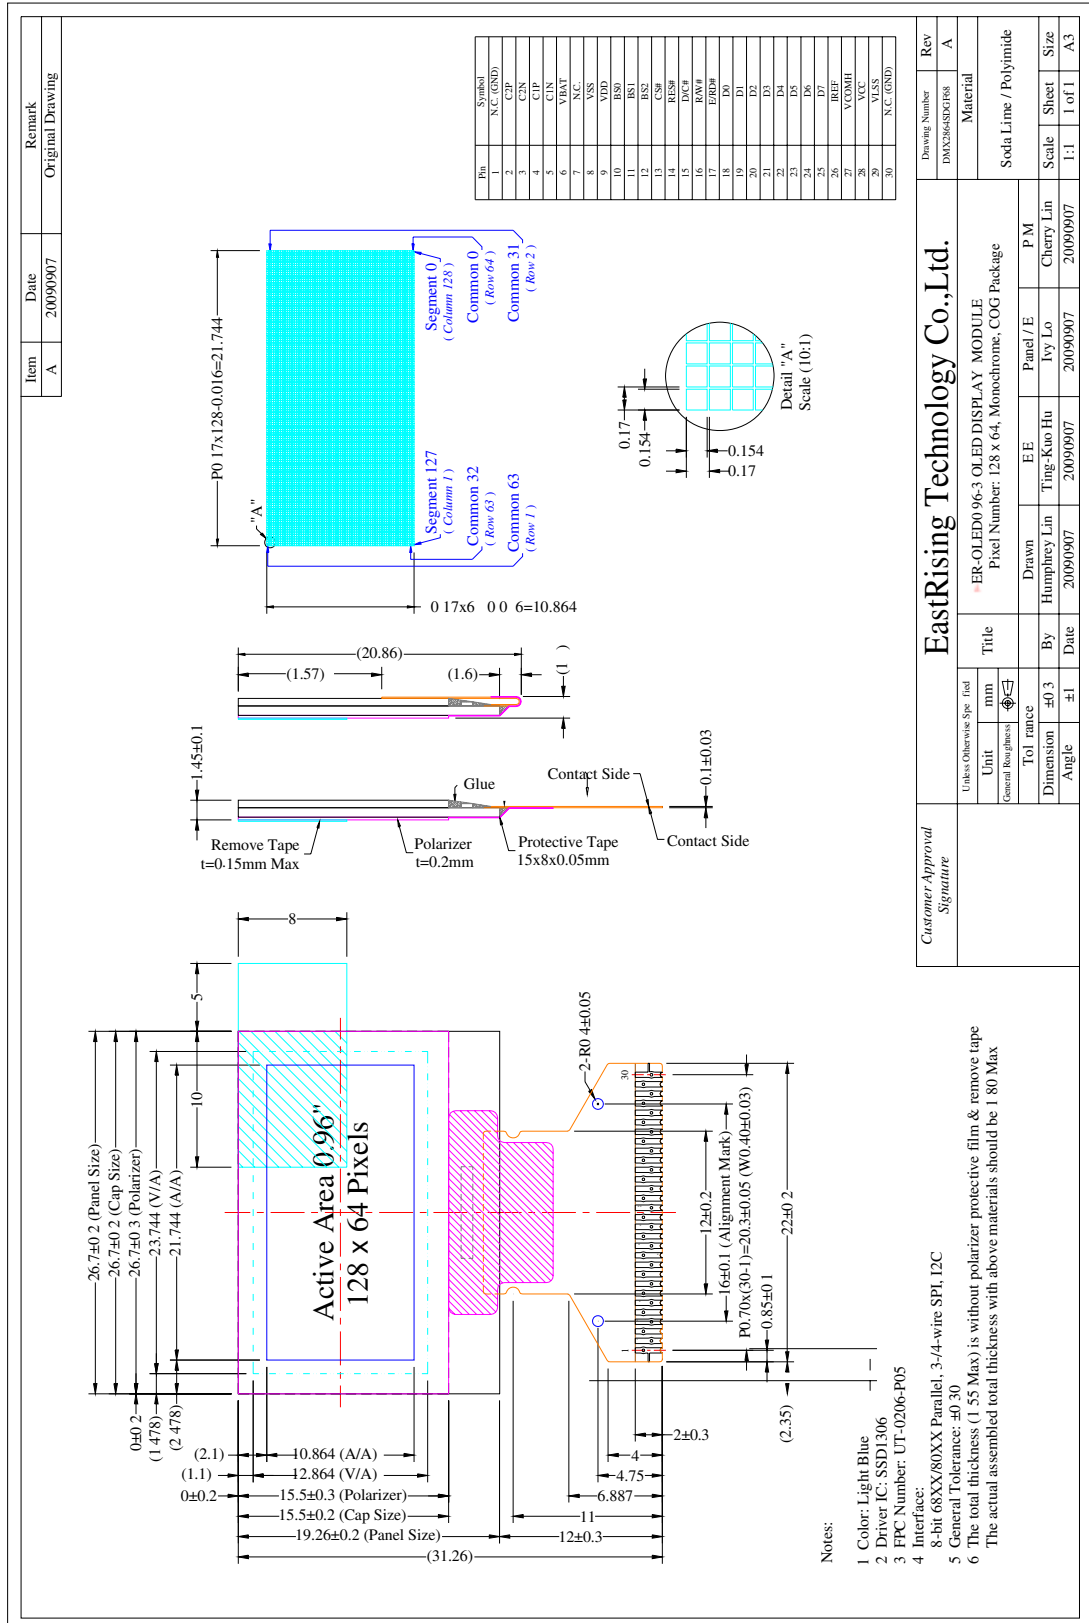 Item Date Remark
A 20090907 Original Drawing
Pin Symbol
1 N.C. (GND)
2 C2P
3 C2N
4 C1P
5 C1N
6 VBAT
7 N.C.
8 VSS
9 VDD
10 BS0
11 BS1
12 BS2
13 CS#
14 RES#
15 D/C#
16 R/W#
17 E/RD#
18 D0
19 D1
20 D2
21 D3
22 D4
23 D5
24 D6
25 D7
26 IREF
27 VCOMH
28 VCC
29 VLSS
30 N.C. (GND)
P0 17x128-0.016=21.744
"A"
Segment 127
( Column 1 )
Common 32
( Row 63 )
Common 63
( Row 1 )
Segment 0
( Column 128 )
Common 0
( Row 64 )
Common 31
( Row 2 )
0 17x6 0 0 6=10.864
0.17
0.154
0.154
0.17
Detail "A"
Scale (10:1)
(20.86)
(1.57)
(1.6)
(1 )
1.45±0.1
0.1±0.03
Glue
Contact Side
Contact Side
Remove Tape
t=0-15mm Max
Polarizer
t=0.2mm
Protective Tape
15x8x0.05mm
8
5
10
26.7±0 2 (Panel Size)
26.7±0 2 (Cap Size)
26.7±0 3 (Polarizer)
23.744 (V/A)
21.744 (A/A)
0±0 2
(1 478)
(2 478)
Active Area 0.96"
128 x 64 Pixels
(2.1)
10.864 (A/A)
(1.1)
12.864 (V/A)
0±0.2
15.5±0.3 (Polarizer)
15.5±0.2 (Cap Size)
19.26±0.2 (Panel Size)
12±0.3
(31.26)
2-R0 4±0.05
30
12±0.2
16±0.1 (Alignment Mark)
P0.70x(30-1)=20.3±0.05 (W0.40±0.03)
22±0 2
0.85±0 1
(2.35)
2±0.3
4
4.75
6.887
11
Notes:
1 Color: Light Blue
2 Driver IC: SSD1306
3 FPC Number: UT-0206-P05
4 Interface:
8-bit 68XX/80XX Parallel, 3-/4-wire SPI, I2C
5 General Tolerance: ±0 30
6 The total thickness (1 55 Max) is without polarizer protective film & remove tape
The actual assembled total thickness with above materials should be 1 80 Max
Customer Approval
Signature
EastRising Technology Co.,Ltd.
Unless Otherwise Spe fied
Unit mm
General Roughness
Tol rance
Dimension ±0 3
Angle ±1
Title
ER-OLED0 96-3 OLED DISPLAY MODULE
Pixel Number: 128 x 64, Monochrome, COG Package
Drawn E E Panel / E P M
By Humphrey Lin Ting-Kuo Hu Ivy Lo Cherry Lin
Date 20090907 20090907 20090907 20090907
Drawing Number Rev
DMX2864SDGF68 A
Material
Soda Lime / Polyimide
Scale Sheet Size
1:1 1 of 1 A3